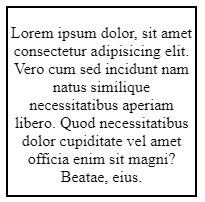 Lorem ipsum dolor, sit amet
consectetur adipisicing elit.
Vero cum sed incidunt nam
natus similique
necessitatibus aperiam
libero. Quod necessitatibus
dolor cupiditate vel amet
officia enim sit magni?
Beatae, eius.